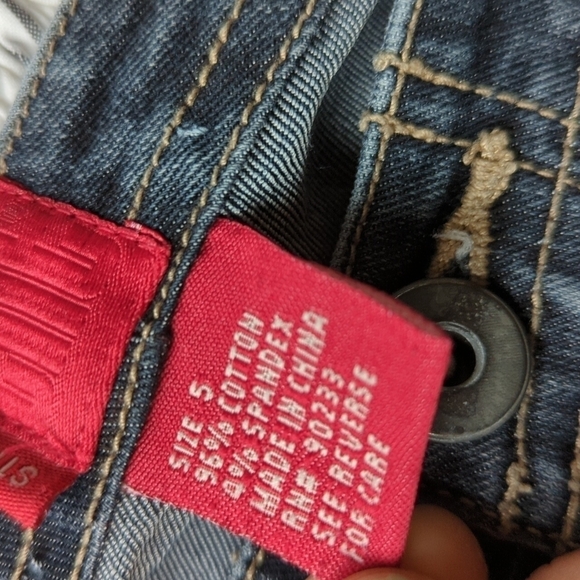 SIZE 5
96% COTTON
4% SPANDEX
MADE IN CHINA
RN# 90233
SEE REVERSE
FOR CARE